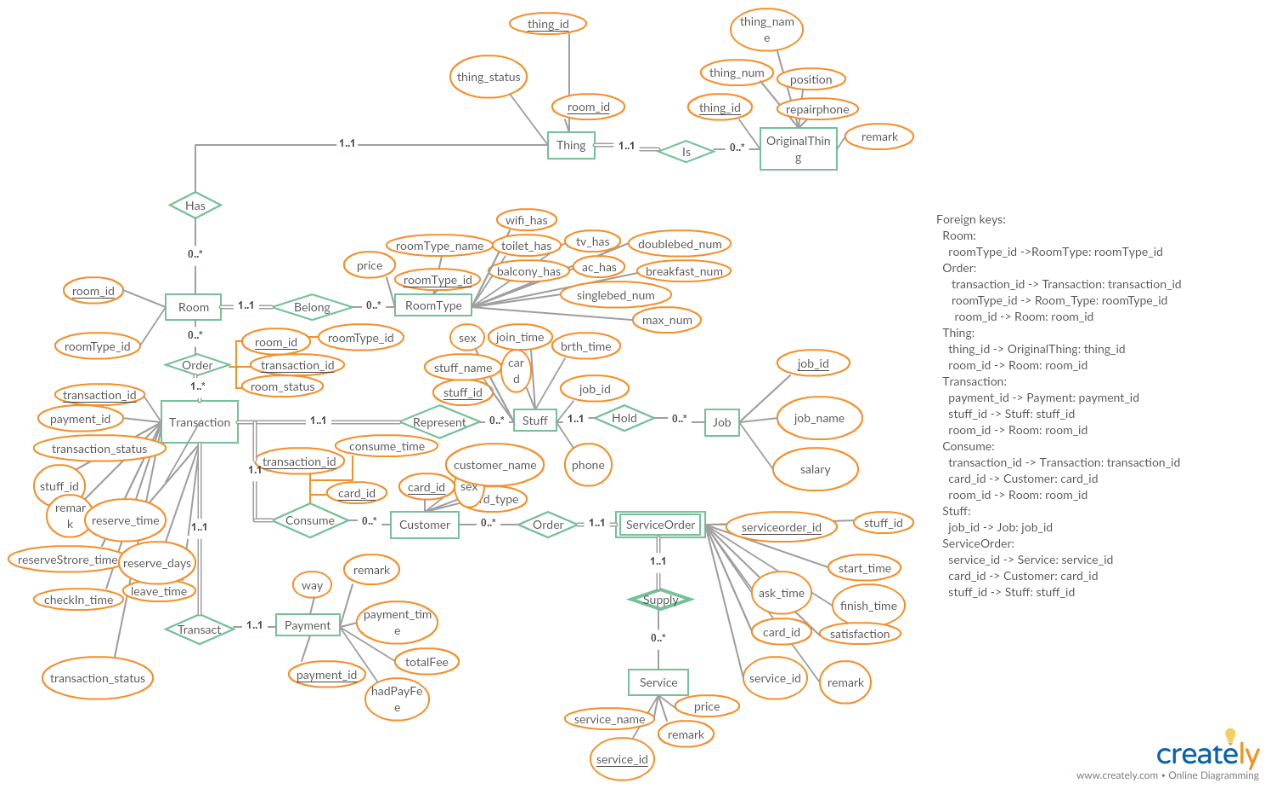 thing_id
thing_nam
e
thing_status
thing_num
position
room_id
thing_id
repairphone
remark
Thing
1..1
Is
0..*
OriginalThin
g
1..1
Has
0..*
wifi_has
roomType_name
toilet_has
tv_has
doublebed_num
price
roomType_id
balcony_has
ac_has
breakfast_num
singlebed_num
max_num
room_id
Room
1..1
Belong
0..*
RoomType
roomType_id
0..*
Order
1..*
room_id
roomType_id
transaction_id
room_status
sex
join_time
brth_time
stuff_name
car
d
stuff_id
job_id
job_id
job_name
salary
transaction_id
payment_id
transaction_status
stuff_id
remar
k
reserve_time
reserveStrore_time
reserve_days
checkIn_time
leave_time
transaction_status
Transaction
1..1
Represent
0..*
Stuff
1..1
Hold
0..*
Job
phone
consume_time
transaction_id
card_id
1.1
customer_name
card_id
sex
rd_type
Consume
0..*
Customer
0..*
Order
1..1
ServiceOrder
serviceorder_id
stuff_id
start_time
ask_time
finish_time
card_id
satisfaction
service_id
remark
1..1
Transact
1..1
Payment
way
remark
payment_tim
e
totalFee
payment_id
hadPayFe
e
1..1
Supply
0..*
Service
price
service_name
remark
service_id
Foreign keys:
Room:
roomType_id ->RoomType: roomType_id
Order:
transaction_id -> Transaction: transaction_id
roomType_id -> Room_Type: roomType_id
room_id -> Room: room_id
Thing:
thing_id -> OriginalThing: thing_id
room_id -> Room: room_id
Transaction:
payment_id -> Payment: payment_id
stuff_id -> Stuff: stuff_id
room_id -> Room: room_id
Consume:
transaction_id -> Transaction: transaction_id
card_id -> Customer: card_id
room_id -> Room: room_id
Stuff:
job_id -> Job: job_id
ServiceOrder:
service_id -> Service: service_id
card_id -> Customer: card_id
stuff_id -> Stuff: stuff_id
creately
www.creately.com • Online Diagramming